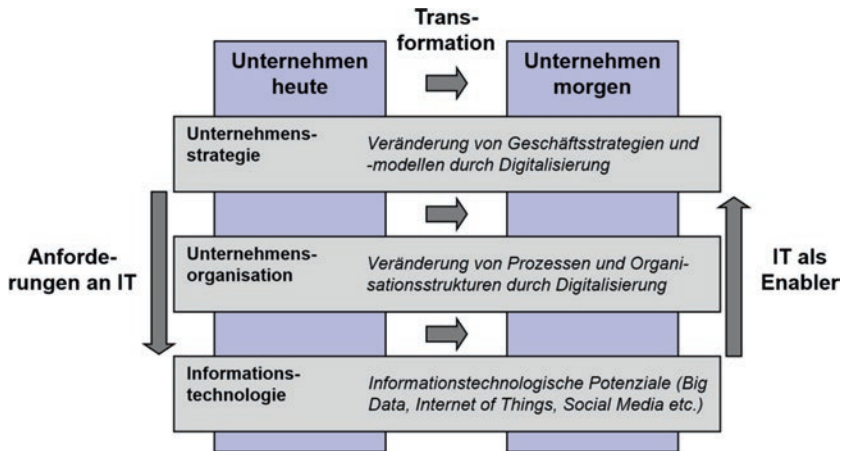 Trans-
formation
Unternehmen
heute
Unternehmen
morgen
Unternehmens-
strategie
Veränderung von Geschäftsstrategien und
-modellen durch Digitalisierung
Anforde-
rungen an IT
Unternehmens-
organisation
Veränderung von Prozessen und Organi-
sationsstrukturen durch Digitalisierung
IT als
Enabler
Informations-
technologie
Informationstechnologische Potenziale (Big
Data, Internet of Things, Social Media etc.)